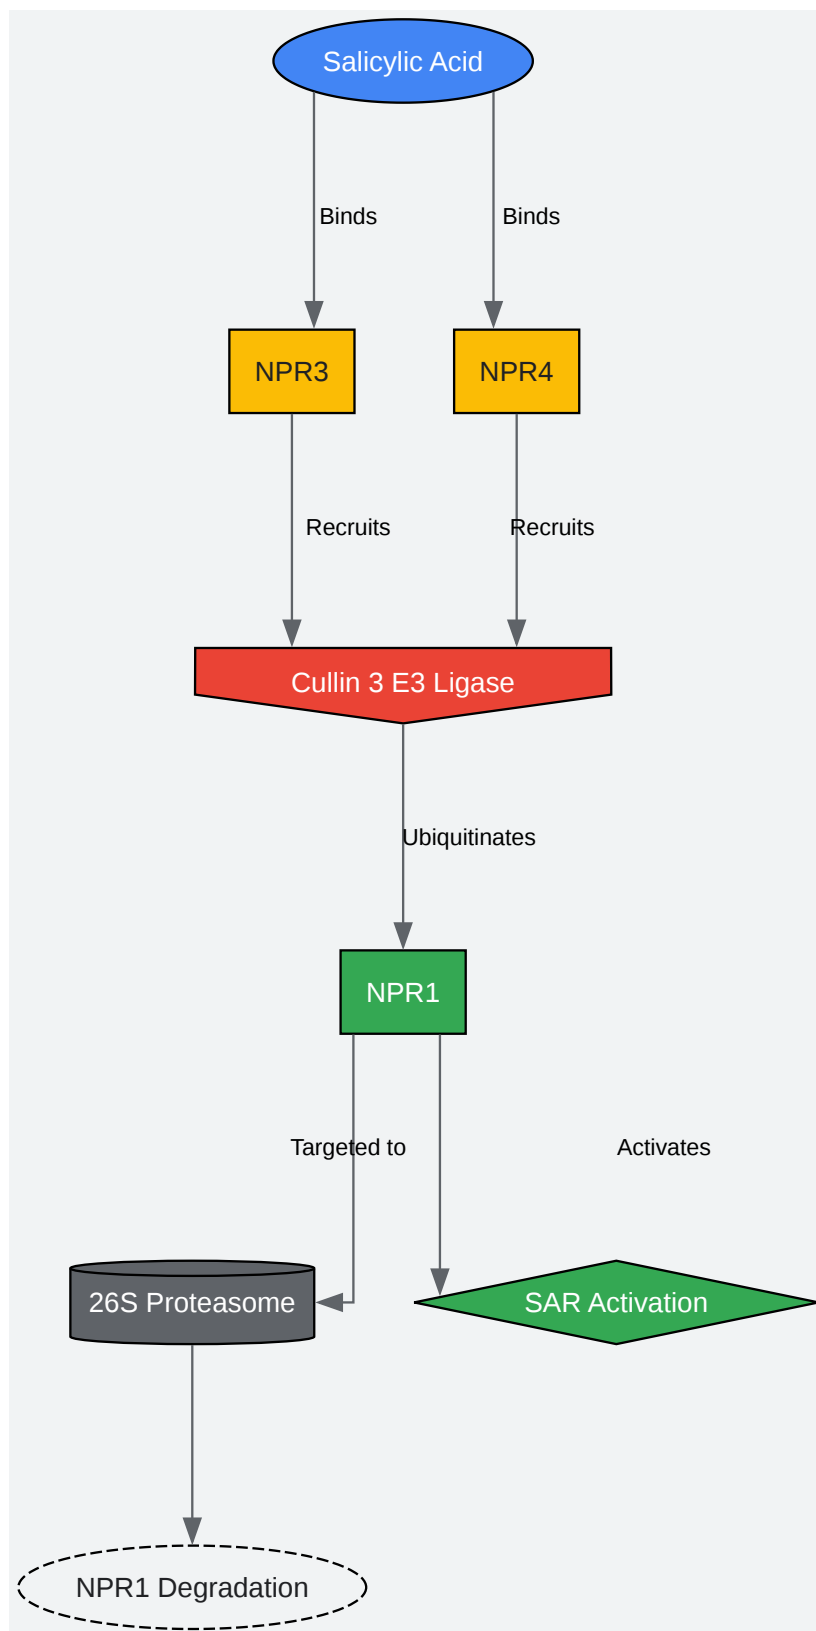 Salicylic Acid
Binds
Binds
NPR3
NPR4
Recruits
Recruits
Cullin 3 E3 Ligase
Ubiquitinates
NPR1
Targeted to
Activates
26S Proteasome
SAR Activation
NPR1 Degradation